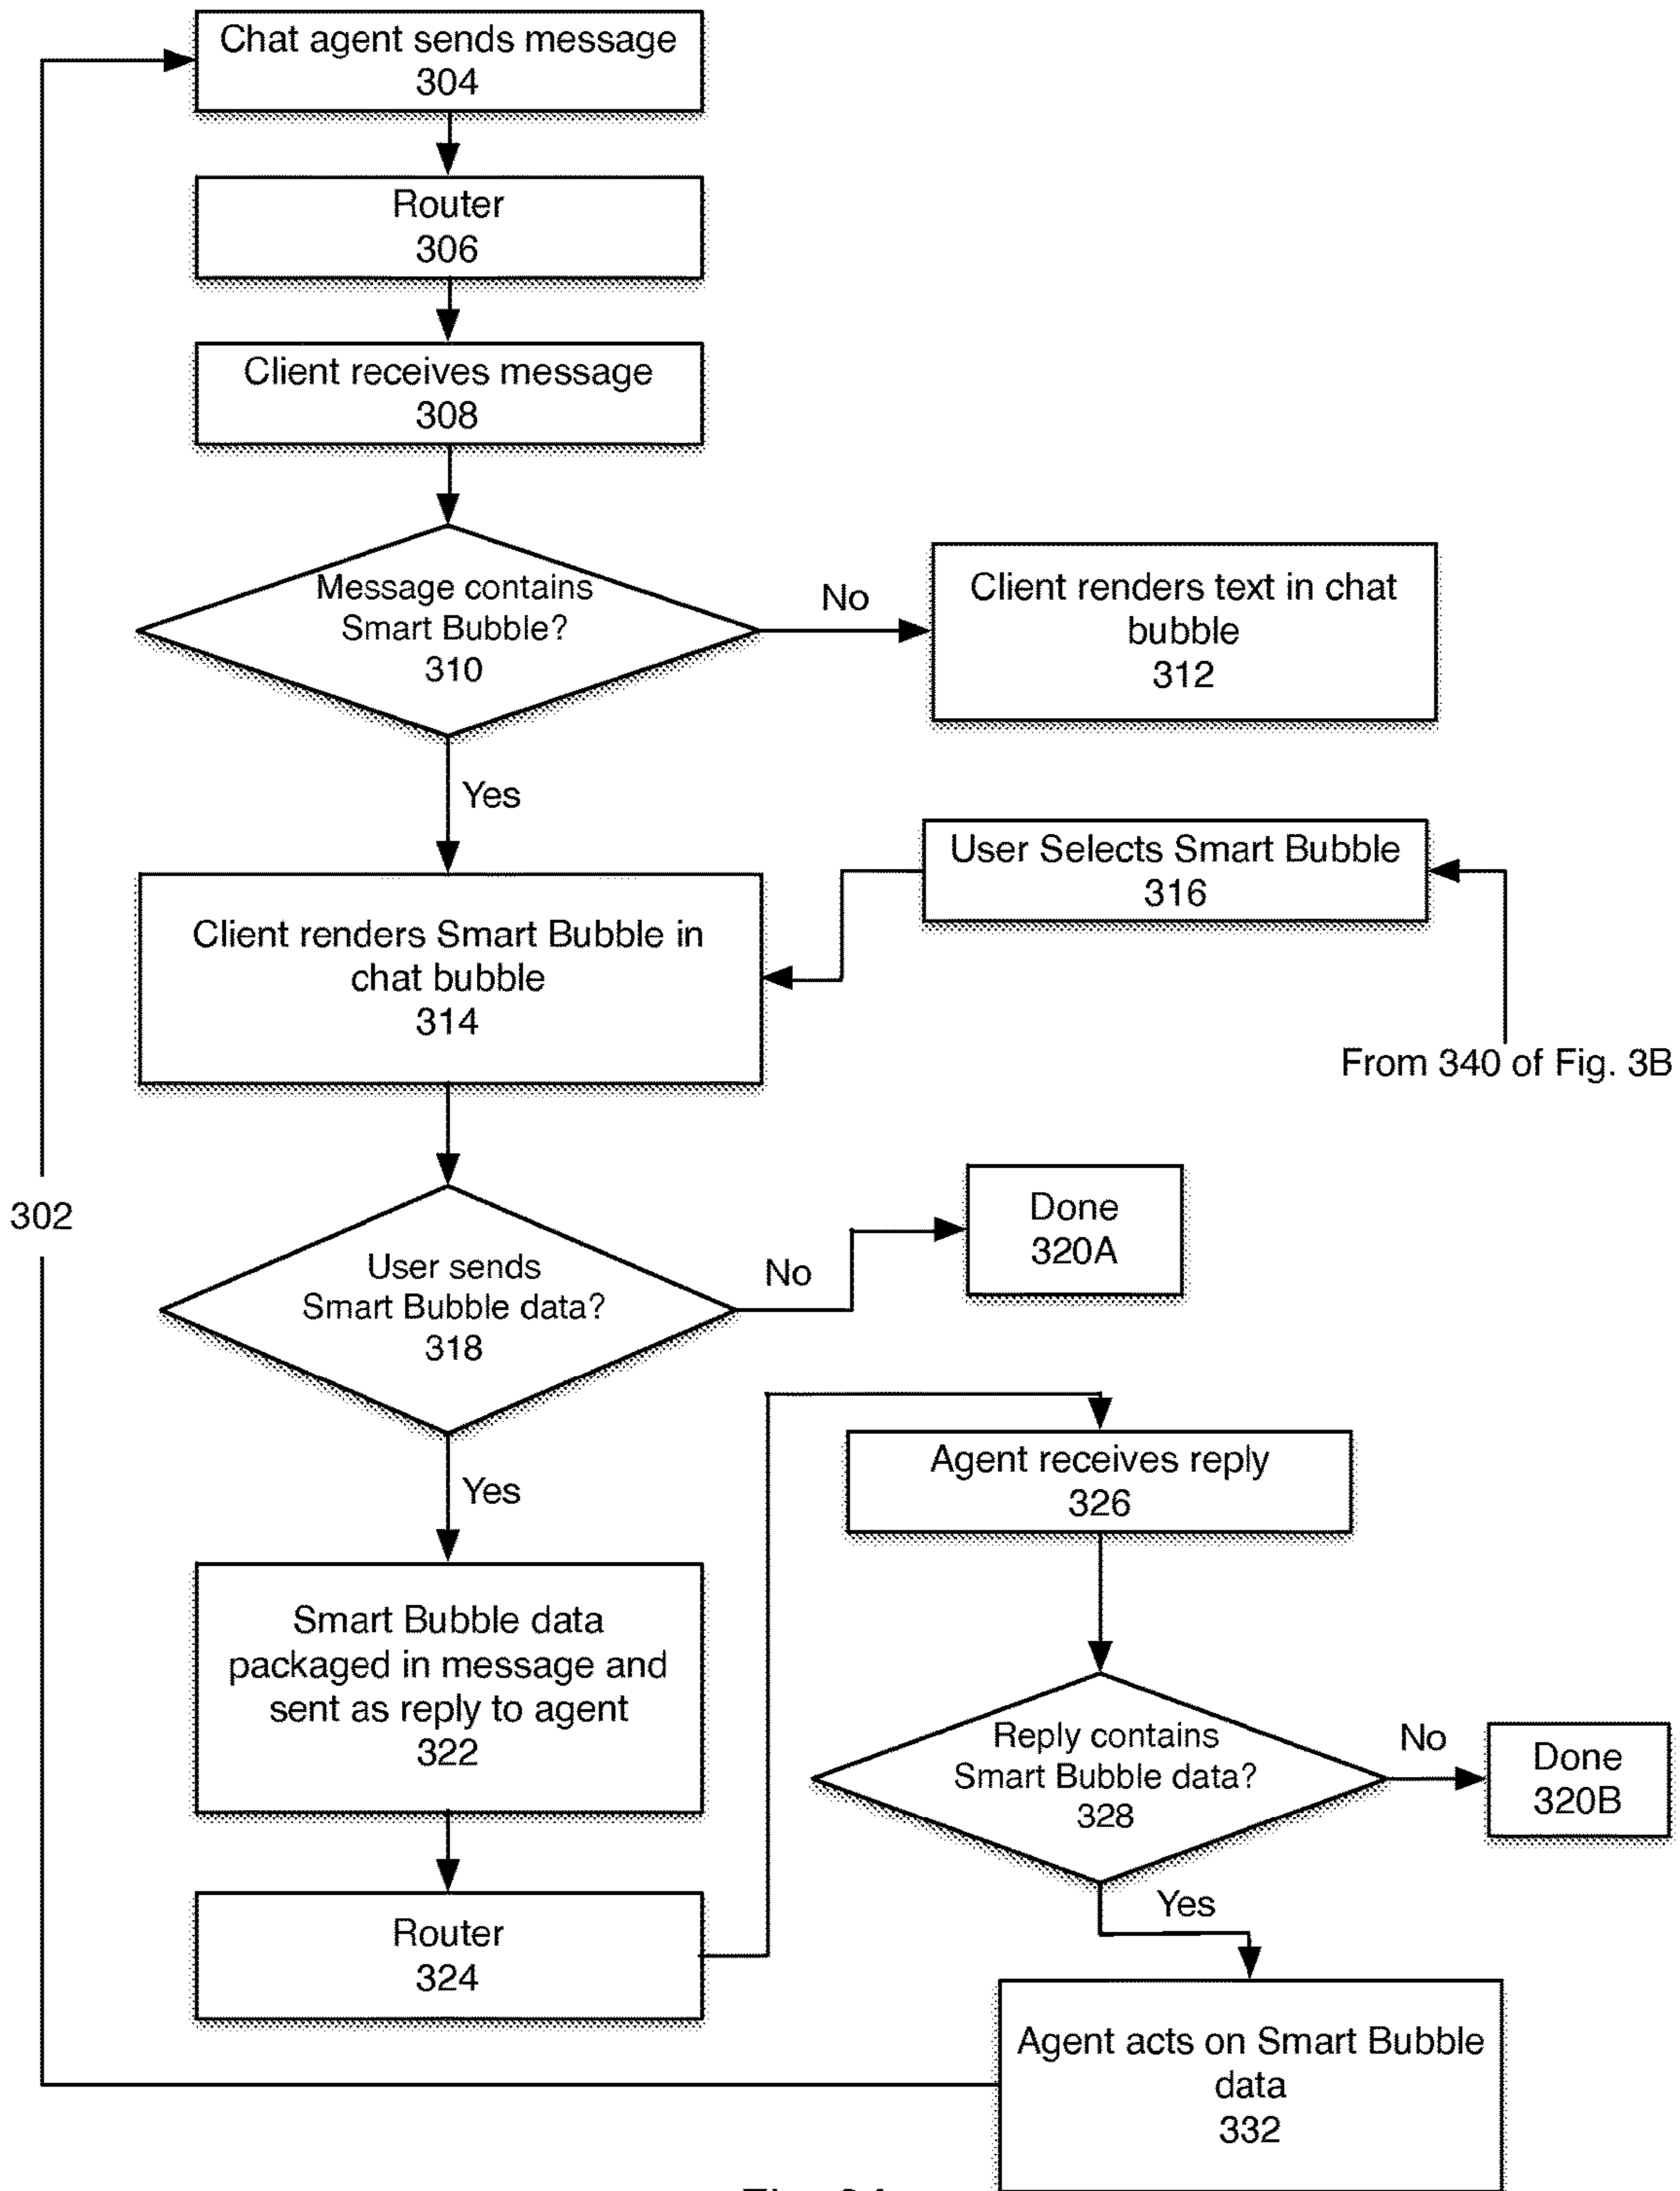 Chat agent sends message
304
Router
306
Client receives message
308
Message contains
Smart Bubble?
310
No
Client renders text in chat
bubble
312
Yes
User Selects Smart Bubble
316
Client renders Smart Bubble in
chat bubble
314
From 340 of Fig. 3B
302
User sends
Smart Bubble data?
318
No
Done
320A
Yes
Agent receives reply
326
Smart Bubble data
packaged in message and
sent as reply to agent
322
Reply contains
Smart Bubble data?
328
No
Done
320B
Yes
Router
324
Agent acts on Smart Bubble
data
332